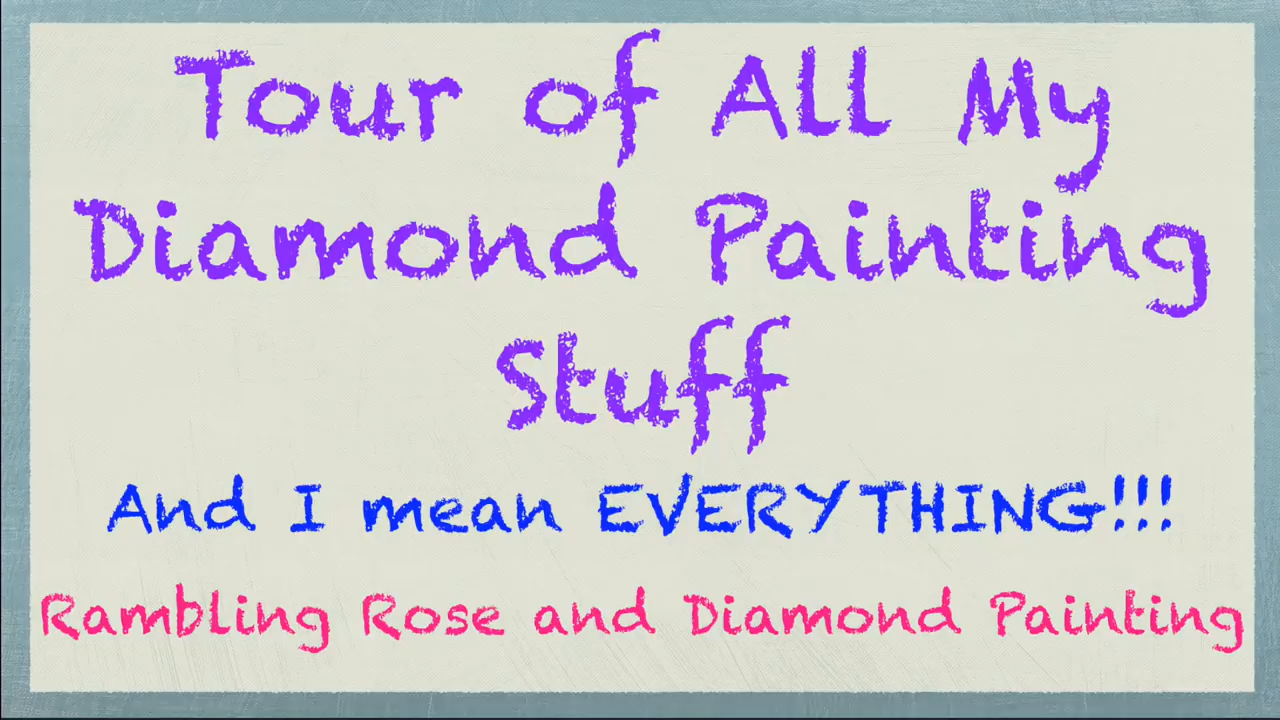 Tour of All My
Diamond Painting
Stuff
And I mean EVERYTHING!!!
Rambling Rose and Diamond Painting